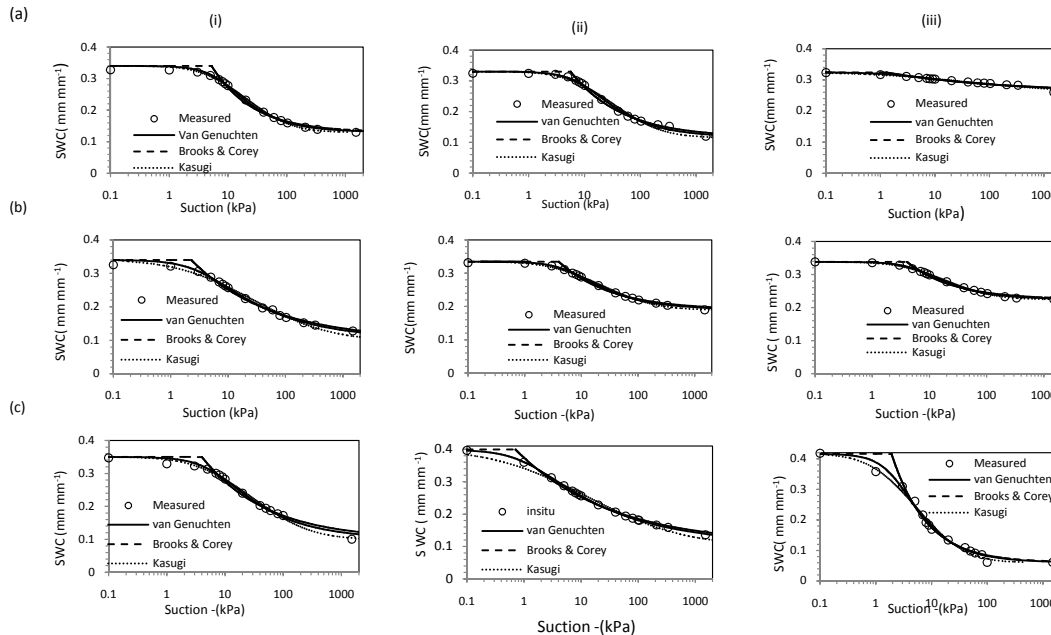 (a)
(i)
(ii)
(iii)
SWC( mm mm⁻¹)
0.4
0.3
0.2
0.1
0
Measured
Van Genuchten
Brooks & Corey
Kasugi
0.1 1 10 100 1000
Suction (kPa)
SWC(mm mm⁻¹)
0.4
0.3
0.2
0.1
0
Measured
van Genuchten
Brooks & Corey
Kasugi
0.1 1 10 100 1000
Suction (kPa)
SWC(mm mm⁻¹)
0.4
0.3
0.2
0.1
0
Measured
van Genuchten
Brooks & Corey
Kasugi
0.1 1 10 100 1000
Suction (kPa)
(b)
SWC( mm mm⁻¹)
0.4
0.3
0.2
0.1
0
Measured
van Genuchten
Brooks & Corey
Kasugi
0.1 1 10 100 1000
Suction (kPa)
SWC(mm mm⁻¹)
0.4
0.3
0.2
0.1
0
Measured
van Genuchten
Brooks & Corey
Kasugi
0.1 1 10 100 1000
Suction -(kPa)
SWC ( mm mm⁻¹)
0.4
0.3
0.2
0.1
0
Measured
van Genuchten
Brooks & Corey
Kasugi
0.1 1 10 100 1000
Suction -(kPa)
(c)
SWC ( mm mm⁻¹)
0.4
0.3
0.2
0.1
0
Measured
van Genuchten
Brooks & Corey
Kasugi
0.1 1 10 100 1000
Suction -(kPa)
S WC ( mm mm⁻¹)
0.4
0.3
0.2
0.1
0
insitu
van Genuchten
Brooks & Corey
Kasugi
0.1 1 10 100 1000
Suction -(kPa)
SWC( mm mm⁻¹)
0.4
0.3
0.2
0.1
0
Measured
van Genuchten
Brooks & Corey
Kasugi
0.1 1 10 100 1000
Suction -(kPa)
Suction -(kPa)